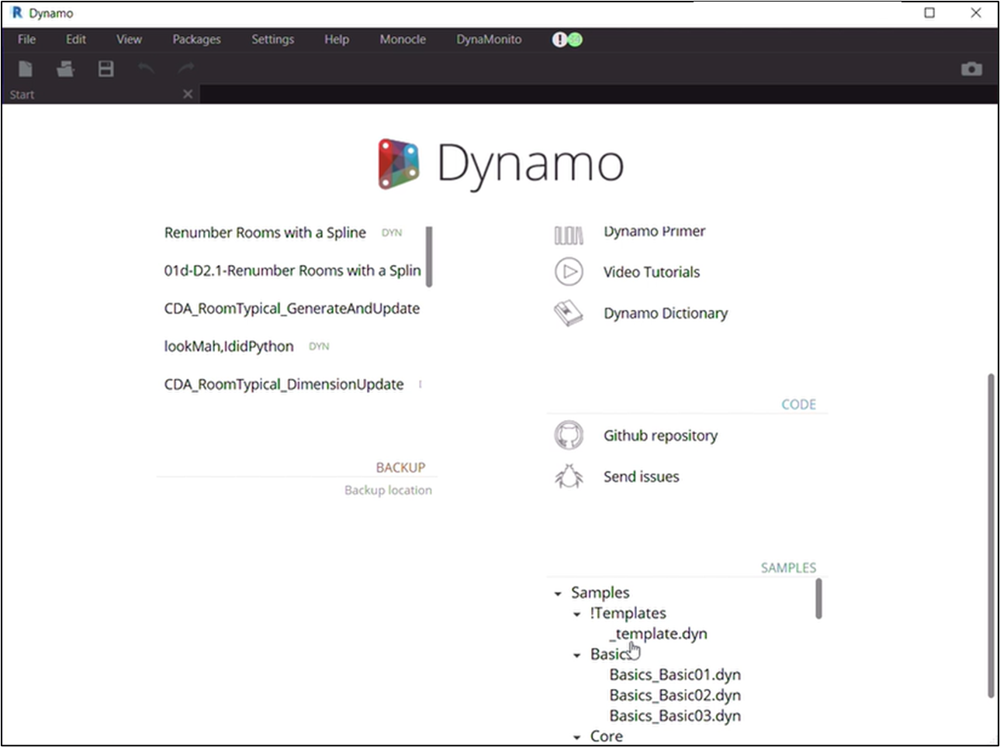 R Dynamo
File Edit View Packages Settings Help Monocle DynaMonito !
Start
Dynamo
Renumber Rooms with a Spline DYN
01d-D2.1-Renumber Rooms with a Splin
CDA_RoomTypical_GenerateAndUpdate
lookMah,IdidPython DYN
CDA_RoomTypical_DimensionUpdate
BACKUP
Backup location
Dynamo Primer
Video Tutorials
Dynamo Dictionary
CODE
Github repository
Send issues
SAMPLES
Samples
!Templates
_template.dyn
Basics
Basics_Basic01.dyn
Basics_Basic02.dyn
Basics_Basic03.dyn
Core